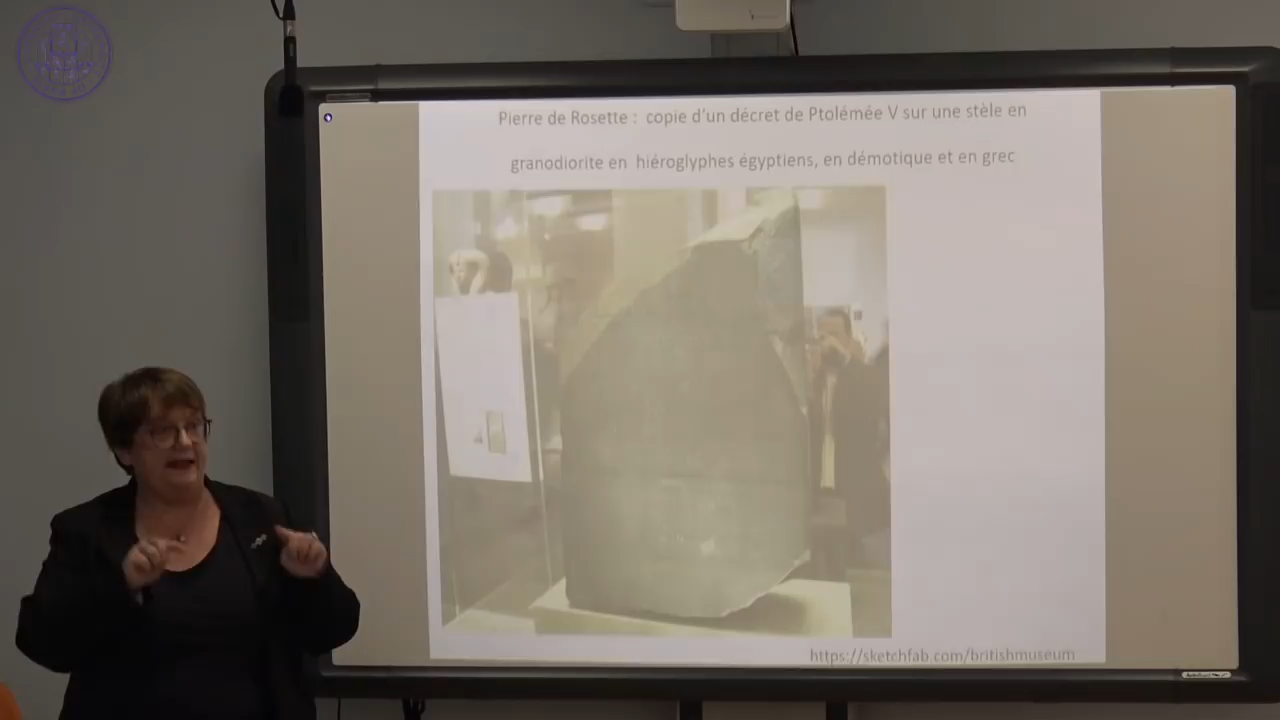 Pierre de Rosette : copie d'un décret de Ptolémée V sur une stèle en
granodiorite en hiéroglyphes égyptiens, en démotique et en grec
https://sketchfab.com/britishmuseum